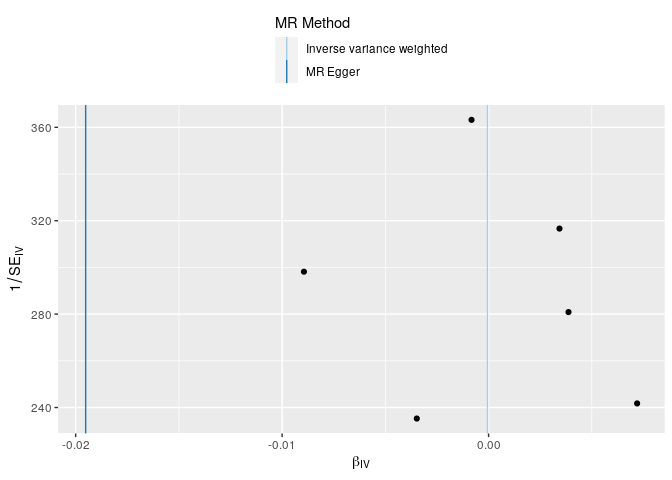 MR Method
Inverse variance weighted
MR Egger
360
320
280
240
1/SE_IV
-0.02
-0.01
0.00
β_IV